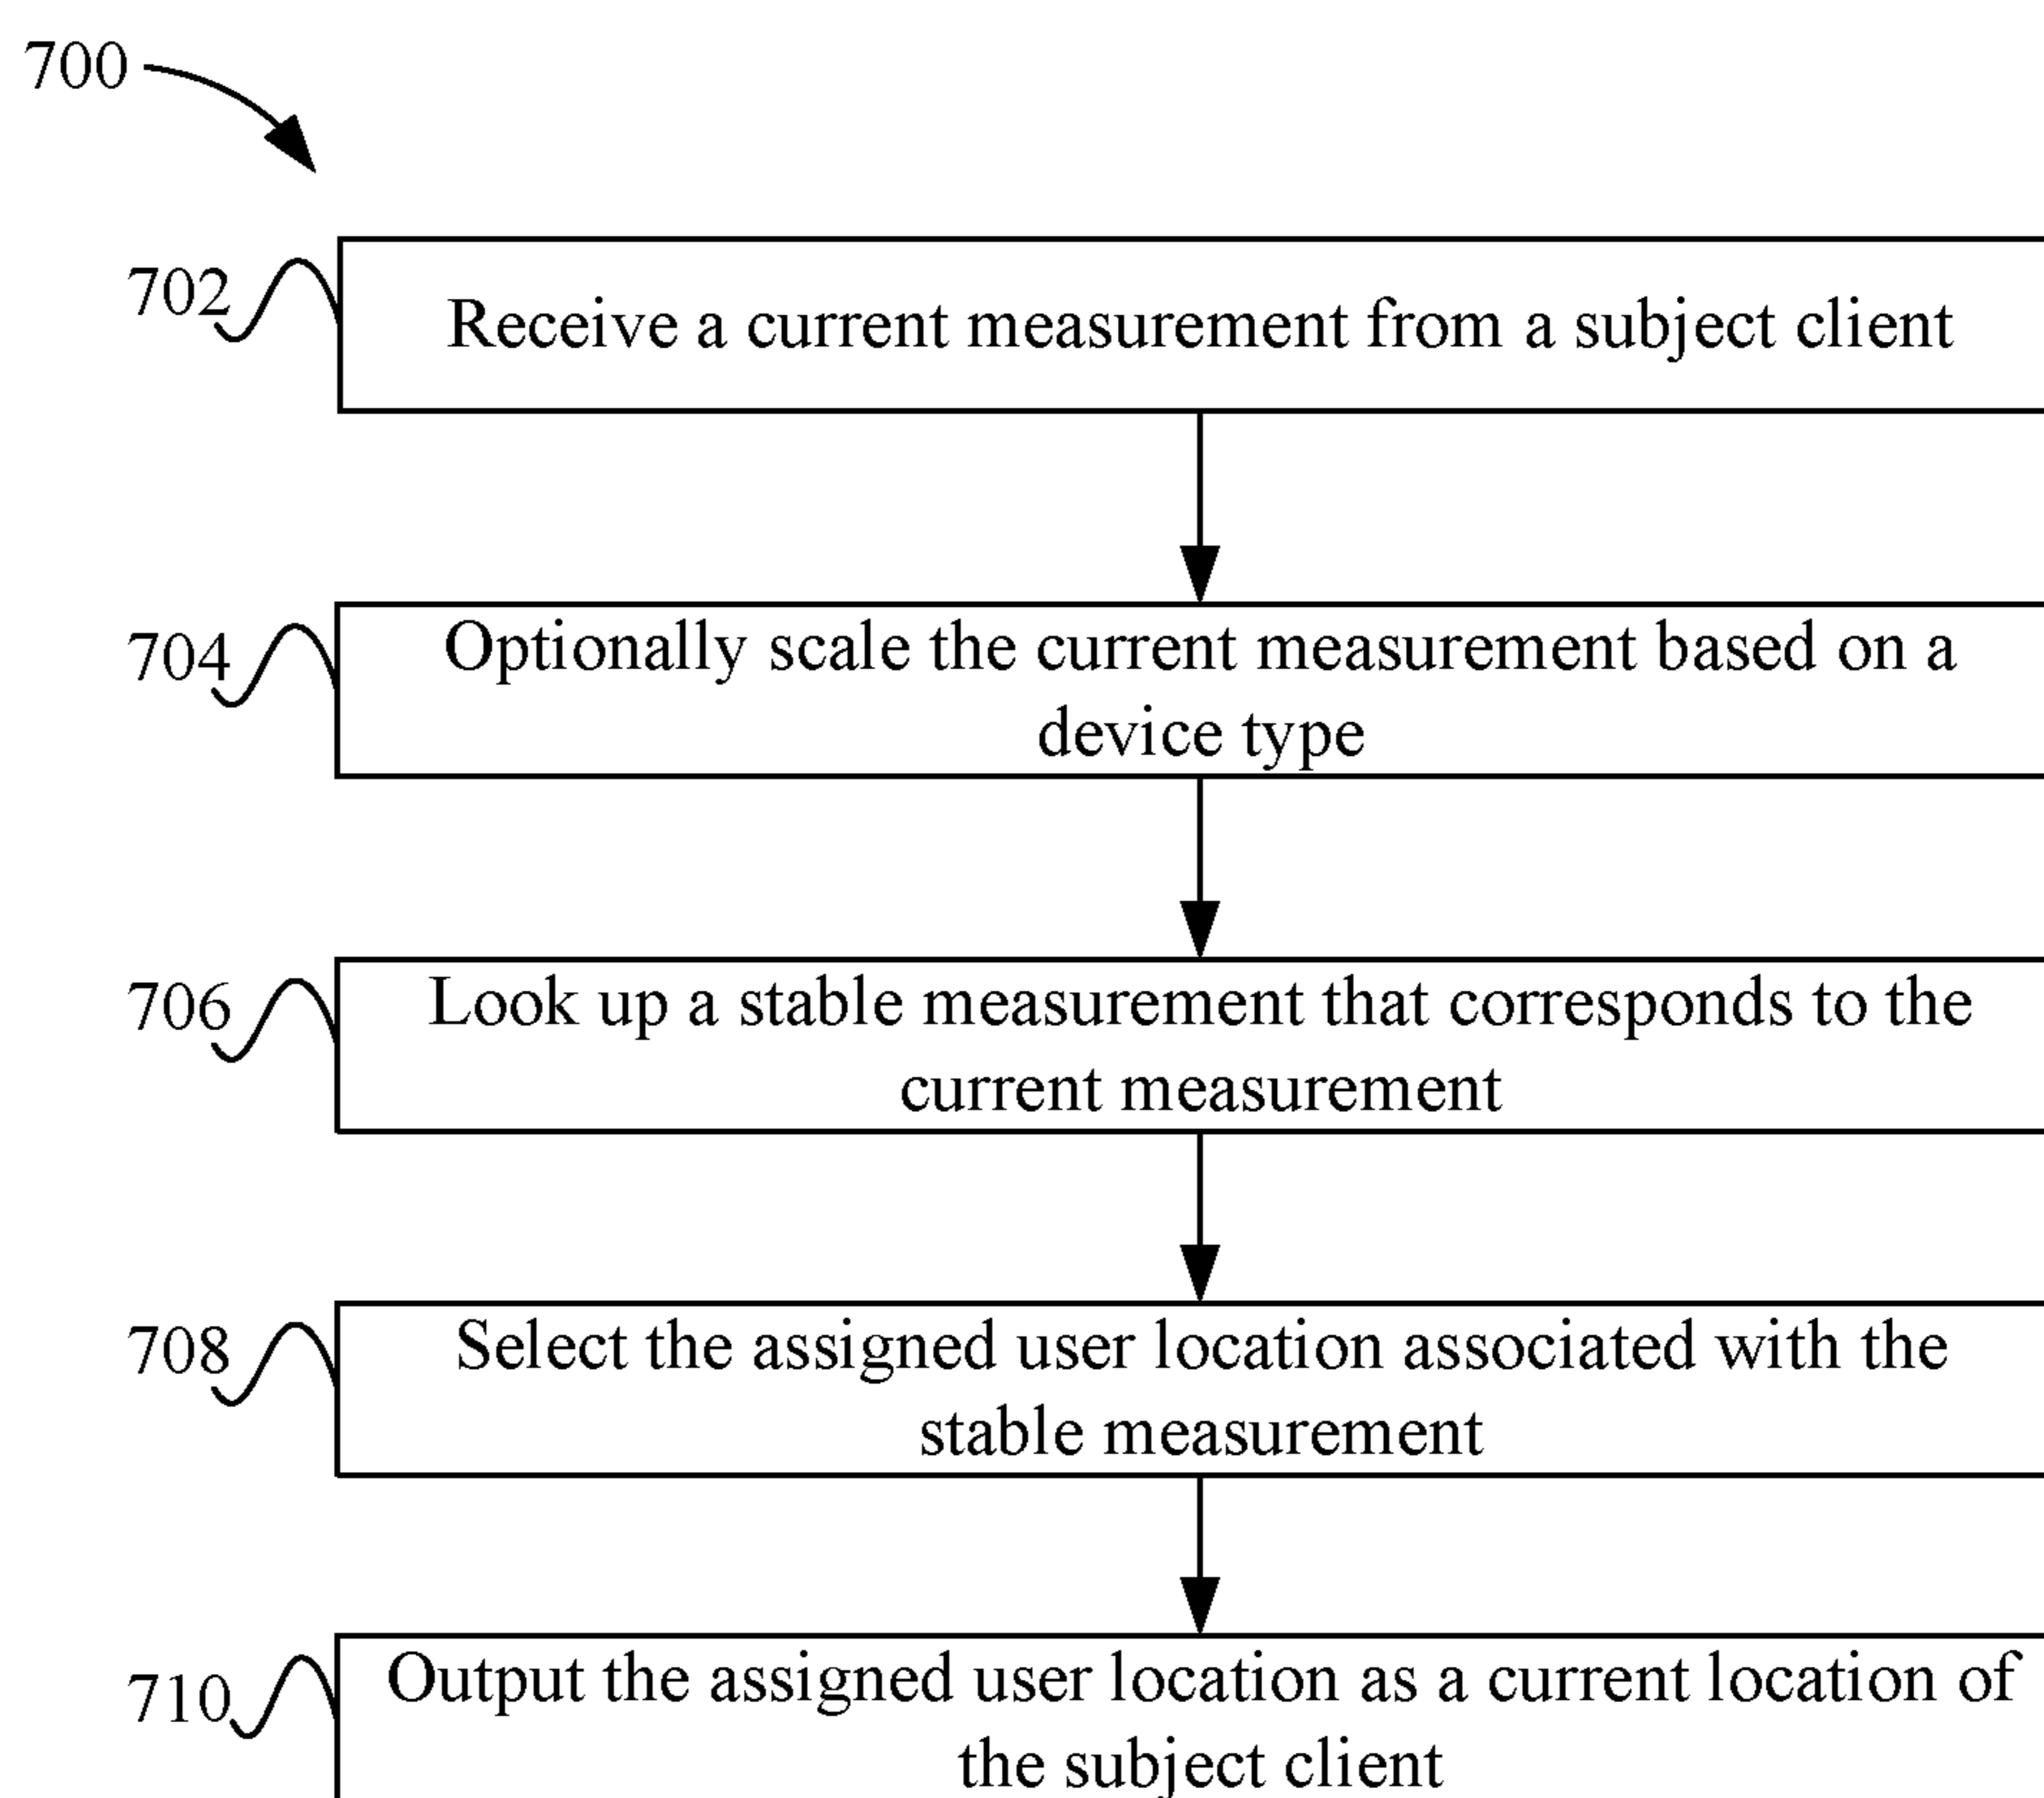 700
702
Receive a current measurement from a subject client
704
Optionally scale the current measurement based on a
device type
706
Look up a stable measurement that corresponds to the
current measurement
708
Select the assigned user location associated with the
stable measurement
710
Output the assigned user location as a current location of
the subject client